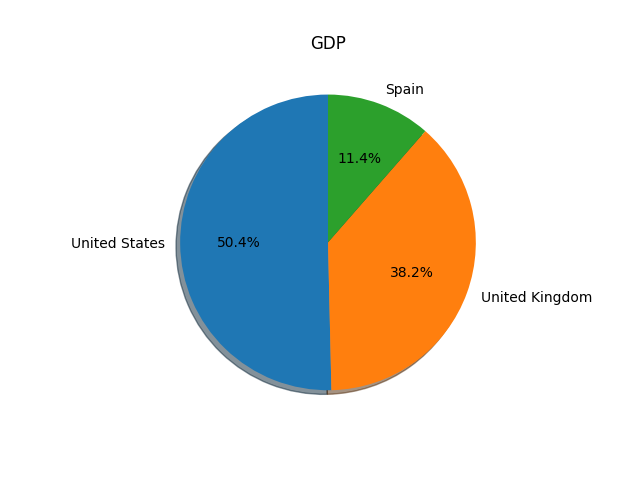 GDP
Spain
11.4%
United States
50.4%
38.2%
United Kingdom